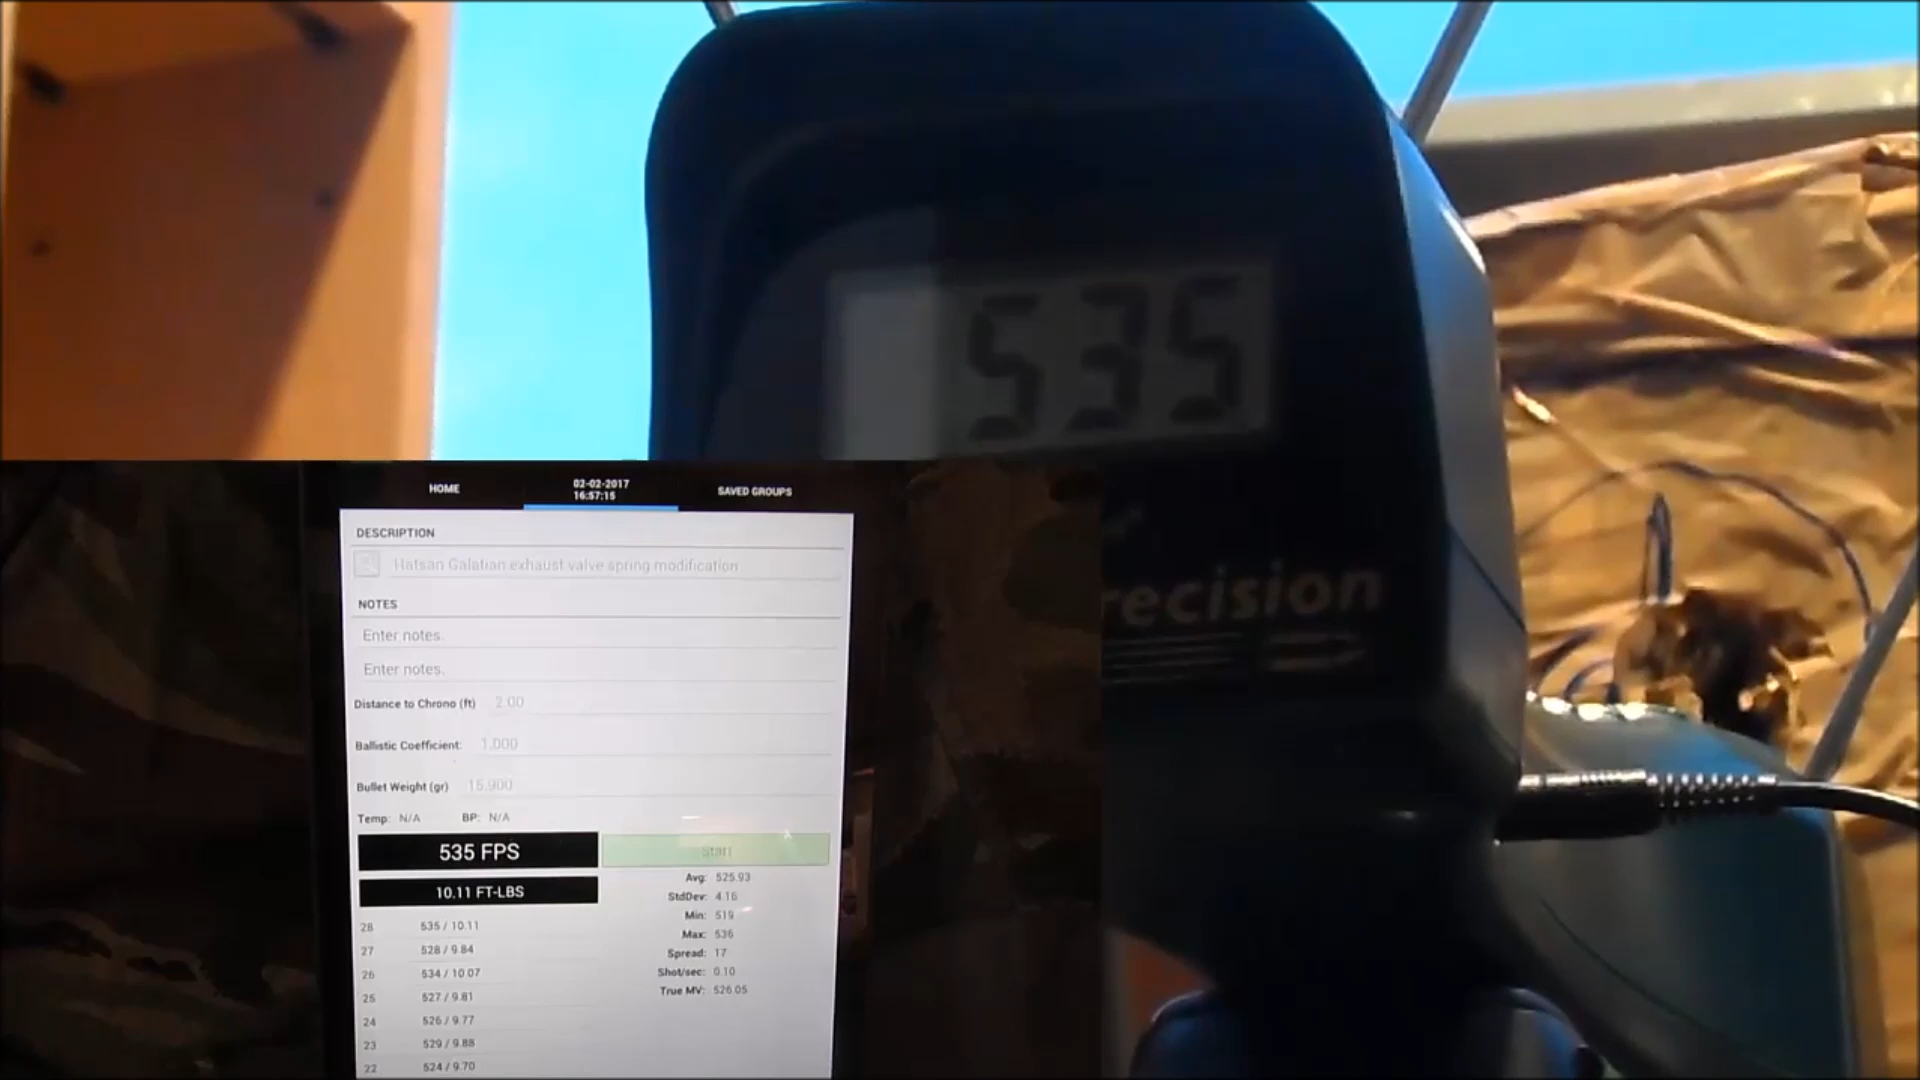 535
recision
HOME
02-02-2017
16:57:15
SAVED GROUPS
DESCRIPTION
Hatsan Galatian exhaust valve spring modification
NOTES
Enter notes.
Enter notes.
Distance to Chrono (ft) 2.00
Ballistic Coefficient: 1.000
Bullet Weight (gr) 15.900
Temp: N/A BP: N/A
535 FPS
Start
10.11 FT-LBS
Avg: 525.93
StdDev: 4.16
Min: 519
Max: 536
Spread: 17
Shot/sec: 0.10
True MV: 526.05
28 535 / 10.11
27 528 / 9.84
26 534 / 10.07
25 527 / 9.81
24 526 / 9.77
23 529 / 9.88
22 524 / 9.70